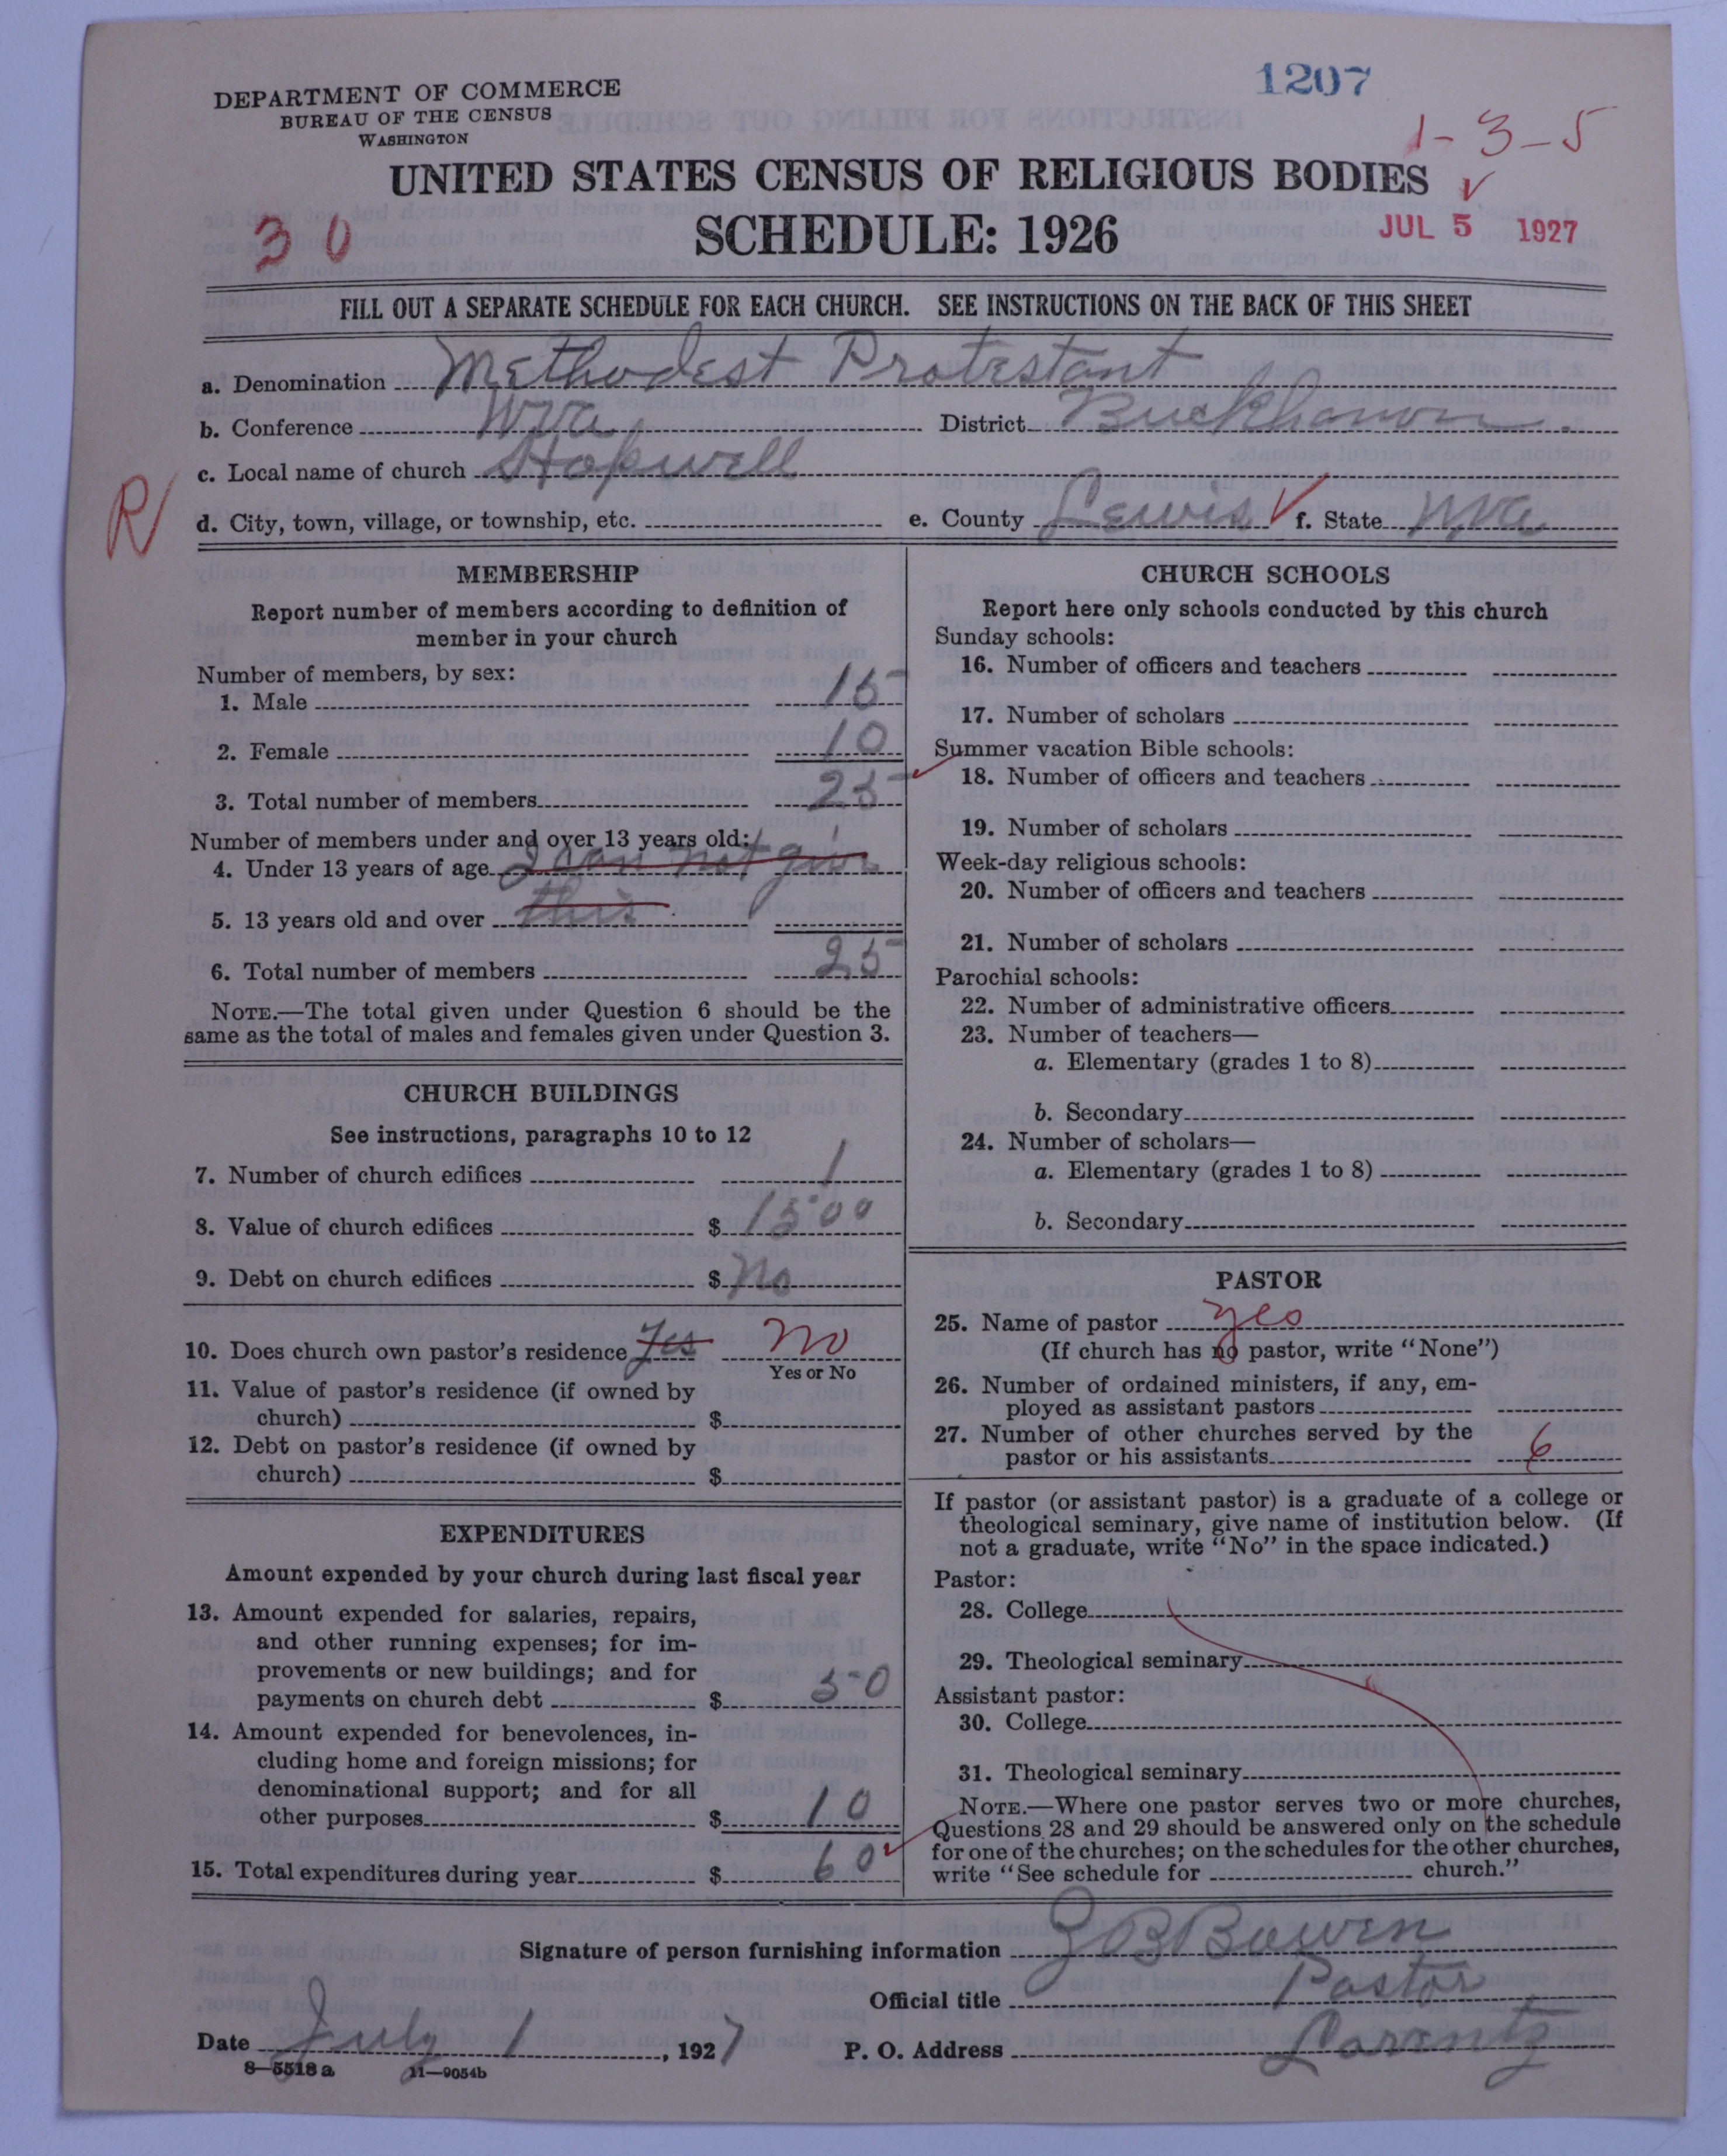 1207
DEPARTMENT OF COMMERCE
BUREAU OF THE CENSUS
WASHINGTON
1-3-5
UNITED STATES CENSUS OF RELIGIOUS BODIES
30
SCHEDULE: 1926
JUL 5 1927
FILL OUT A SEPARATE SCHEDULE FOR EACH CHURCH. SEE INSTRUCTIONS ON THE BACK OF THIS SHEET
a. Denomination Methodest Protestant
b. Conference Wva District Buckhannon.
c. Local name of church Hopwell
R
d. City, town, village, or township, etc. e. County Lewis f. State Wva
MEMBERSHIP
Report number of members according to definition of
member in your church
Number of members, by sex:
1. Male 15
2. Female 10
3. Total number of members 25
Number of members under and over 13 years old:
4. Under 13 years of age I can not give
5. 13 years old and over this
6. Total number of members 25
NOTE.—The total given under Question 6 should be the
same as the total of males and females given under Question 3.
CHURCH BUILDINGS
See instructions, paragraphs 10 to 12
7. Number of church edifices 1
8. Value of church edifices $ 1500
9. Debt on church edifices $ No
10. Does church own pastor's residence Yes No
Yes or No
11. Value of pastor's residence (if owned by
church) $
12. Debt on pastor's residence (if owned by
church) $
EXPENDITURES
Amount expended by your church during last fiscal year
13. Amount expended for salaries, repairs,
and other running expenses; for im-
provements or new buildings; and for
payments on church debt $ 50
14. Amount expended for benevolences, in-
cluding home and foreign missions; for
denominational support; and for all
other purposes $ 10
15. Total expenditures during year $ 60
CHURCH SCHOOLS
Report here only schools conducted by this church
Sunday schools:
16. Number of officers and teachers
17. Number of scholars
Summer vacation Bible schools:
18. Number of officers and teachers
19. Number of scholars
Week-day religious schools:
20. Number of officers and teachers
21. Number of scholars
Parochial schools:
22. Number of administrative officers
23. Number of teachers—
a. Elementary (grades 1 to 8)
b. Secondary
24. Number of scholars—
a. Elementary (grades 1 to 8)
b. Secondary
PASTOR
25. Name of pastor yes
(If church has no pastor, write "None")
26. Number of ordained ministers, if any, em-
ployed as assistant pastors
27. Number of other churches served by the
pastor or his assistants 6
If pastor (or assistant pastor) is a graduate of a college or
theological seminary, give name of institution below. (If
not a graduate, write "No" in the space indicated.)
Pastor:
28. College
29. Theological seminary
Assistant pastor:
30. College
31. Theological seminary
NOTE.—Where one pastor serves two or more churches,
Questions 28 and 29 should be answered only on the schedule
for one of the churches; on the schedules for the other churches,
write "See schedule for church."
Signature of person furnishing information J B Bowen
Official title Pastor
Date July 1, 1927 P. O. Address Lorentz
8—5518 a 11—9054b